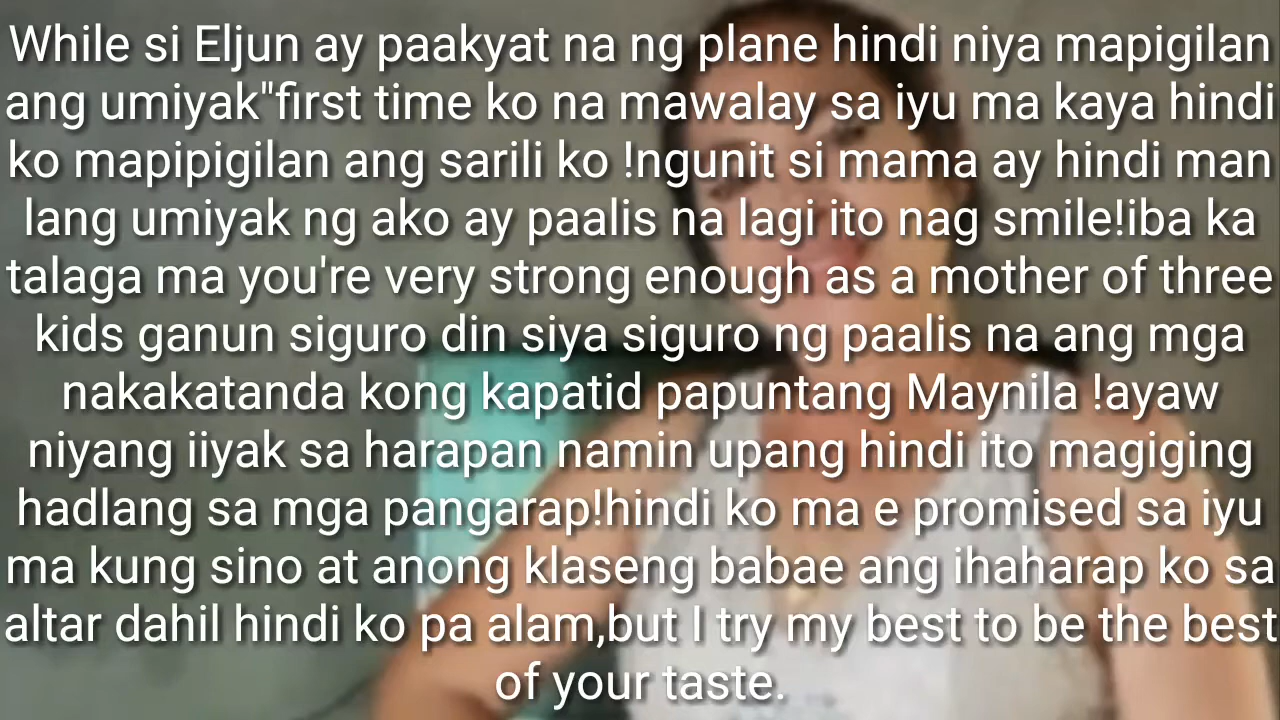 While si Eljun ay paakyat na ng plane hindi niya mapigilan
ang umiyak"first time ko na mawalay sa iyu ma kaya hindi
ko mapipigilan ang sarili ko !ngunit si mama ay hindi man
lang umiyak ng ako ay paalis na lagi ito nag smile!iba ka
talaga ma you're very strong enough as a mother of three
kids ganun siguro din siya siguro ng paalis na ang mga
nakakatanda kong kapatid papuntang Maynila !ayaw
niyang iiyak sa harapan namin upang hindi ito magiging
hadlang sa mga pangarap!hindi ko ma e promised sa iyu
ma kung sino at anong klaseng babae ang ihaharap ko sa
altar dahil hindi ko pa alam,but I try my best to be the best
of your taste.